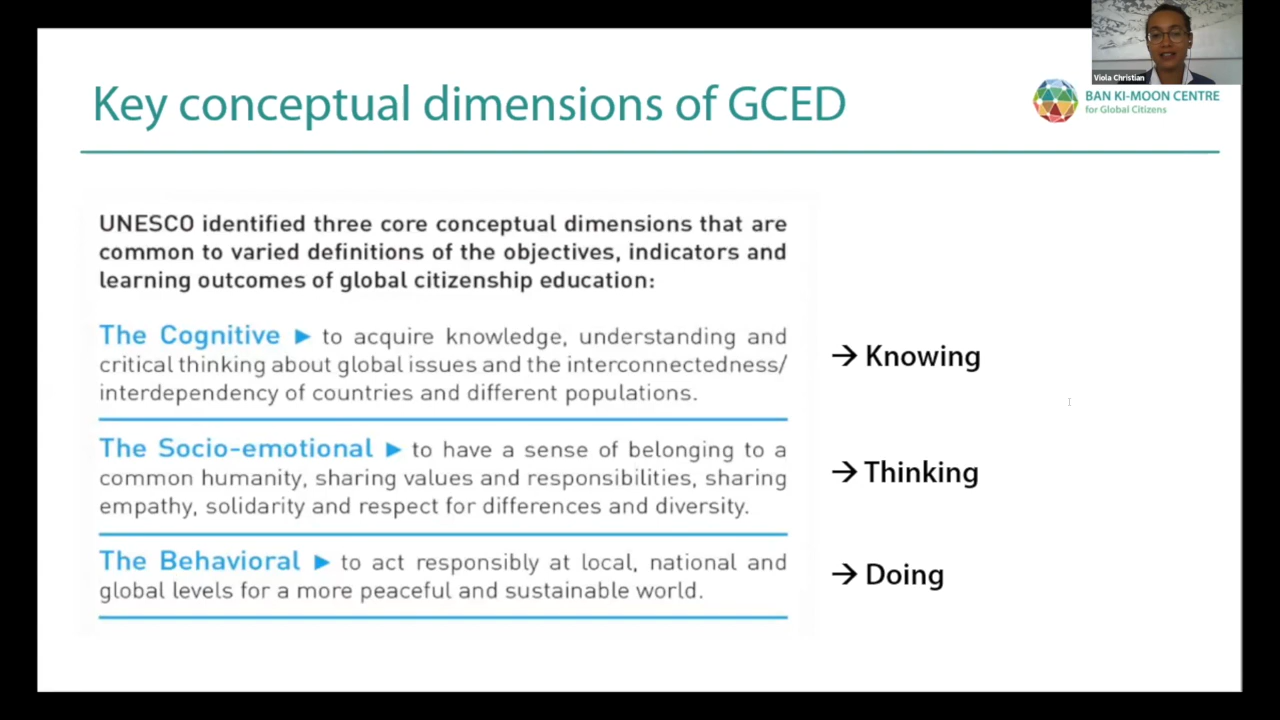 Viola Christian
Key conceptual dimensions of GCED
BAN KI-MOON CENTRE
for Global Citizens
UNESCO identified three core conceptual dimensions that are
common to varied definitions of the objectives, indicators and
learning outcomes of global citizenship education:
The Cognitive ► to acquire knowledge, understanding and
critical thinking about global issues and the interconnectedness/
interdependency of countries and different populations.
→ Knowing
The Socio-emotional ► to have a sense of belonging to a
common humanity, sharing values and responsibilities, sharing
empathy, solidarity and respect for differences and diversity.
→ Thinking
The Behavioral ► to act responsibly at local, national and
global levels for a more peaceful and sustainable world.
→ Doing